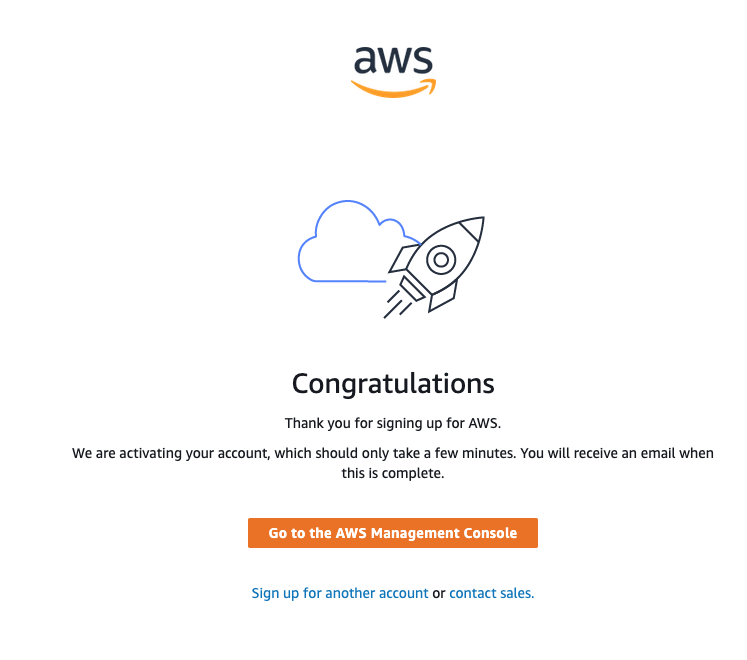 aws
Congratulations
Thank you for signing up for AWS.
We are activating your account, which should only take a few minutes. You will receive an email when
this is complete.
Go to the AWS Management Console
Sign up for another account or contact sales.